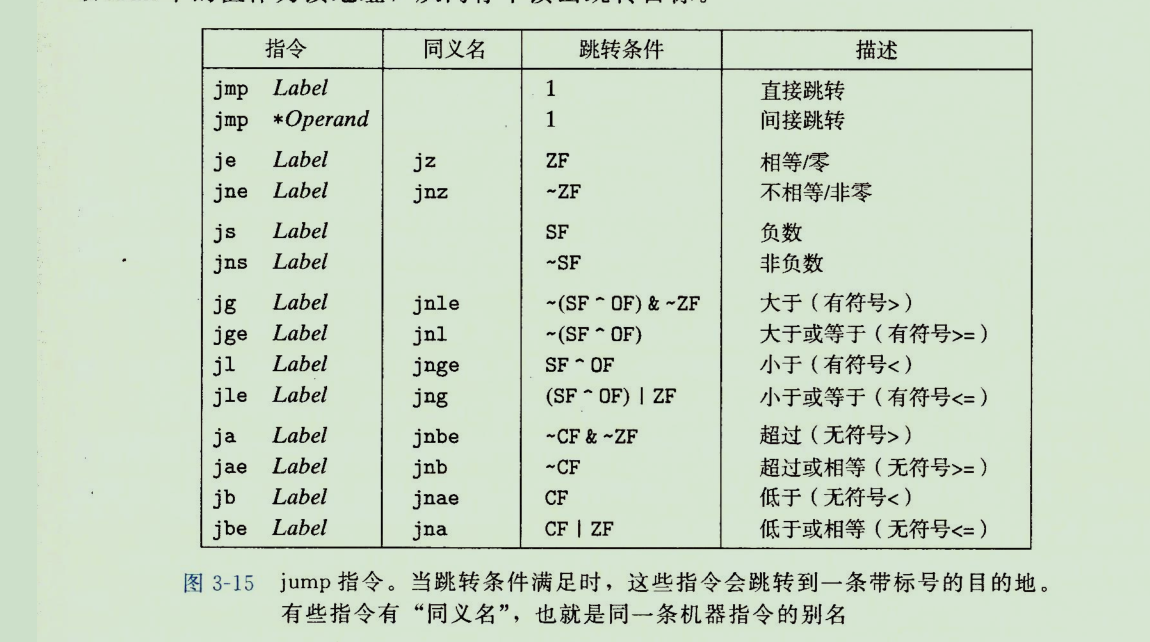 指令 同义名 跳转条件 描述
jmp Label 1 直接跳转
jmp *Operand 1 间接跳转
je Label jz ZF 相等/零
jne Label jnz ~ZF 不相等/非零
js Label SF 负数
jns Label ~SF 非负数
jg Label jnle ~(SF ^ OF) & ~ZF 大于（有符号>）
jge Label jnl ~(SF ^ OF) 大于或等于（有符号>=）
jl Label jnge SF ^ OF 小于（有符号<）
jle Label jng (SF ^ OF) | ZF 小于或等于（有符号<=）
ja Label jnbe ~CF & ~ZF 超过（无符号>）
jae Label jnb ~CF 超过或相等（无符号>=）
jb Label jnae CF 低于（无符号<）
jbe Label jna CF | ZF 低于或相等（无符号<=）
图 3-15 jump 指令。当跳转条件满足时，这些指令会跳转到一条带标号的目的地。
有些指令有“同义名”，也就是同一条机器指令的别名